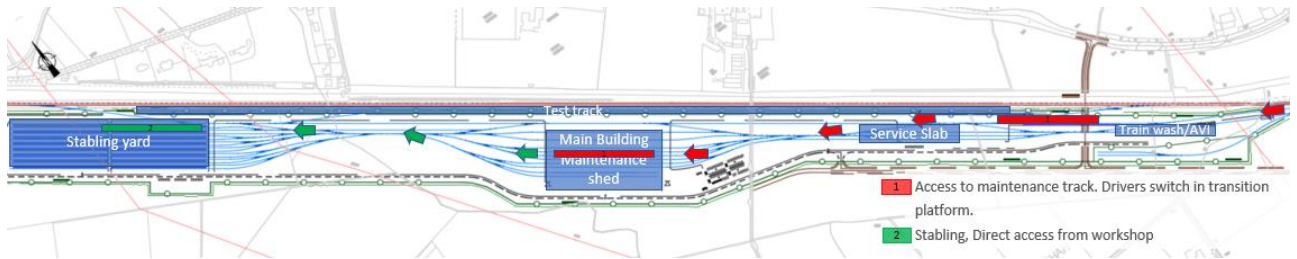 Test track
Stabling yard
2
Main Building
Maintenance
shed
Service Slab
Train wash/AVI
1 Access to maintenance track. Drivers switch in transition
platform.
2 Stabling, Direct access from workshop